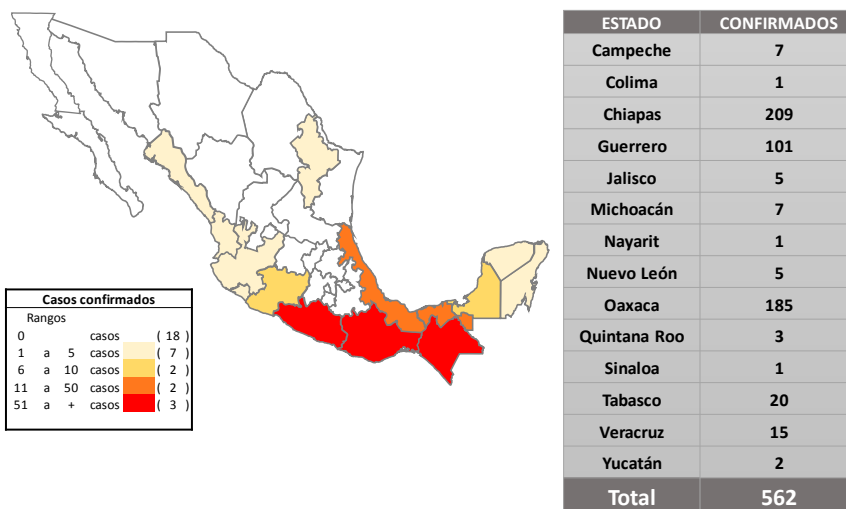 ESTADO CONFIRMADOS
Campeche 7
Colima 1
Chiapas 209
Guerrero 101
Jalisco 5
Michoacán 7
Nayarit 1
Nuevo León 5
Oaxaca 185
Quintana Roo 3
Sinaloa 1
Tabasco 20
Veracruz 15
Yucatán 2
Total 562
Casos confirmados
Rangos
0 casos ( 18 )
1 a 5 casos ( 7 )
6 a 10 casos ( 2 )
11 a 50 casos ( 2 )
51 a + casos ( 3 )